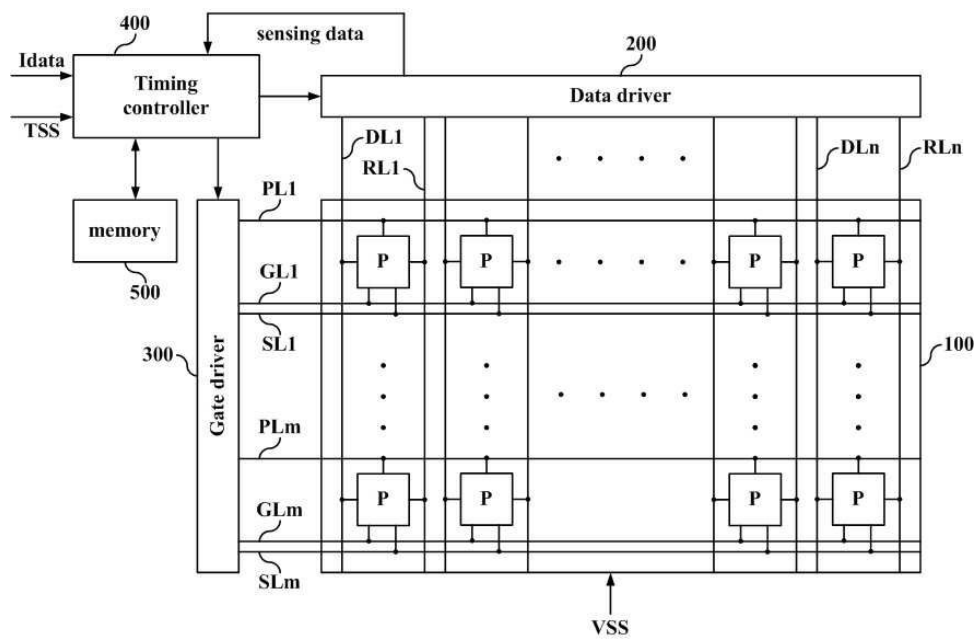 400
sensing data
200
Idata
Timing
controller
Data driver
TSS
DL1
DLn
RLn
RL1
PL1
memory
P P P P
500
GL1
SL1
300
100
Gate driver
PLm
P P P P
GLm
SLm
VSS